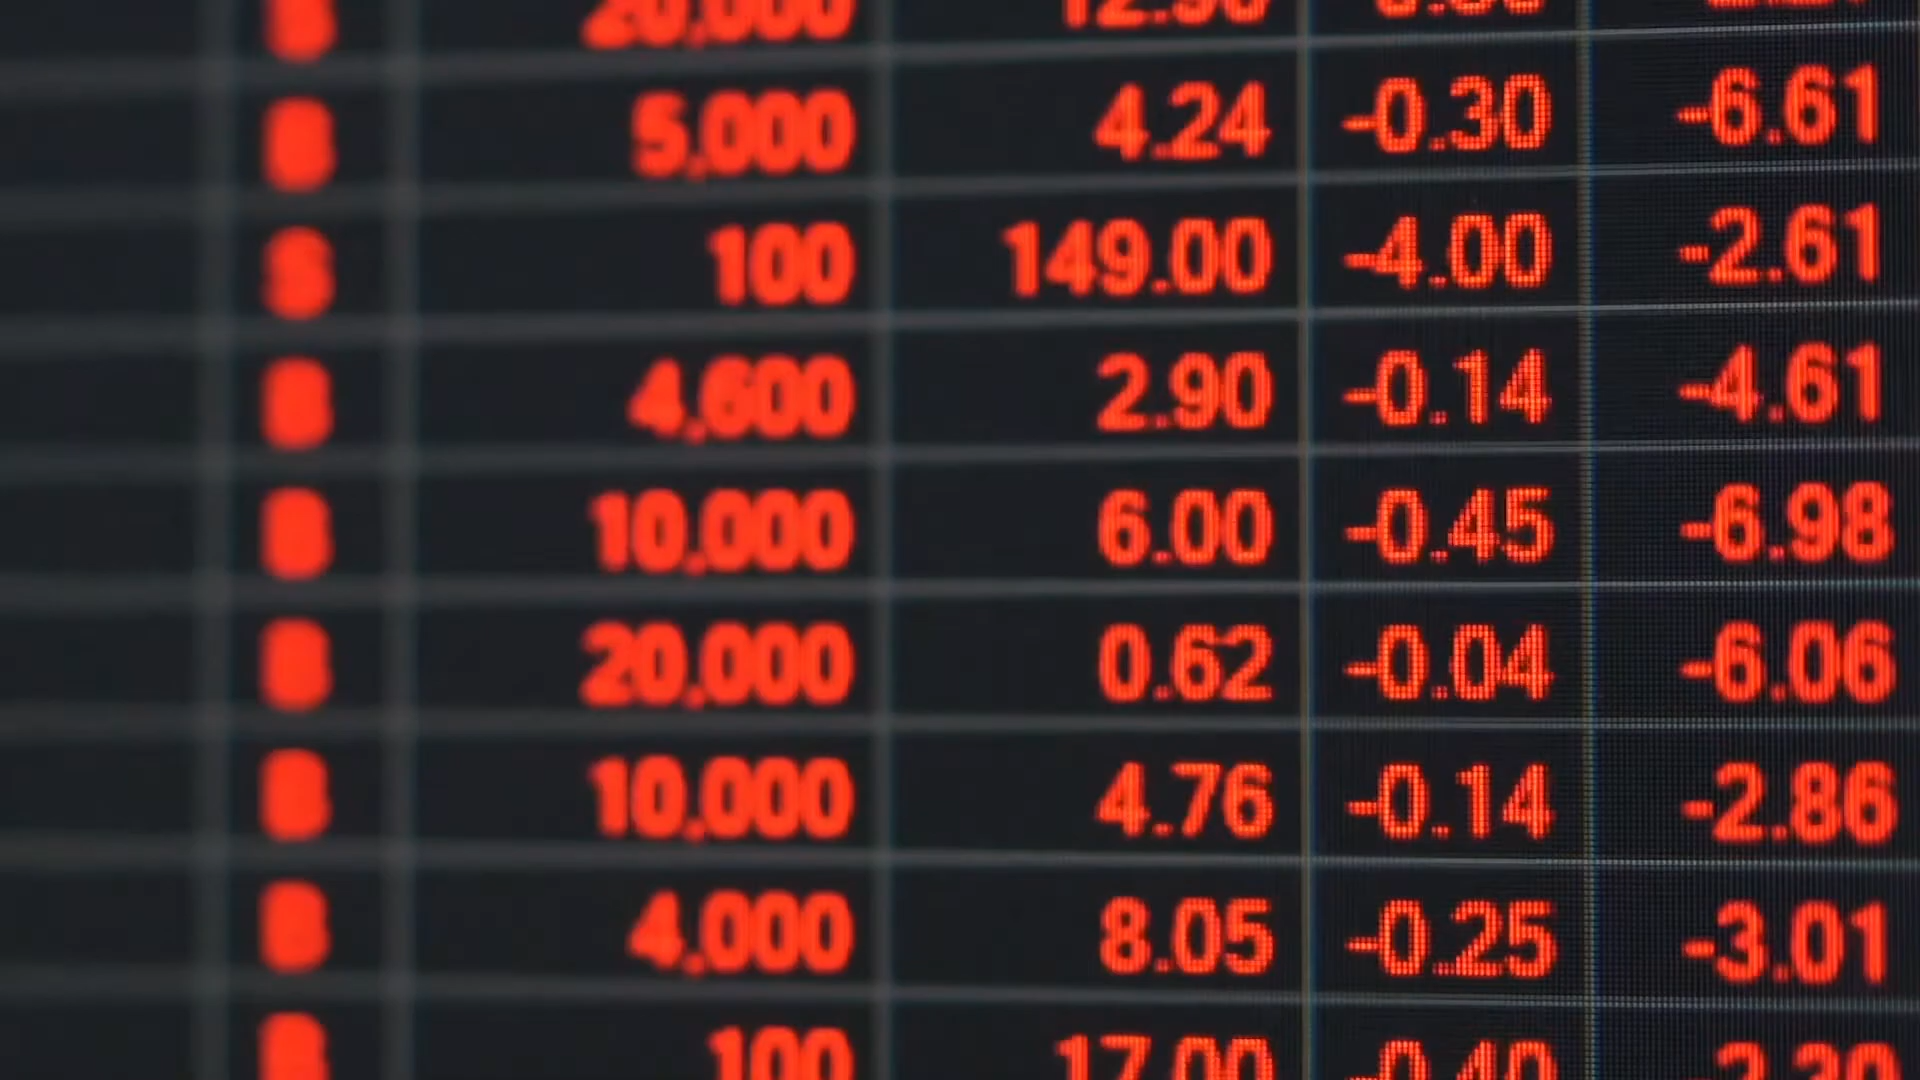 20,000 12.90
5,000 4.24 -0.30 -6.61
S 100 149.00 -4.00 -2.61
4,600 2.90 -0.14 -4.61
10,000 6.00 -0.45 -6.98
20,000 0.62 -0.04 -6.06
10,000 4.76 -0.14 -2.86
4,000 8.05 -0.25 -3.01
100 17.00 -0.40